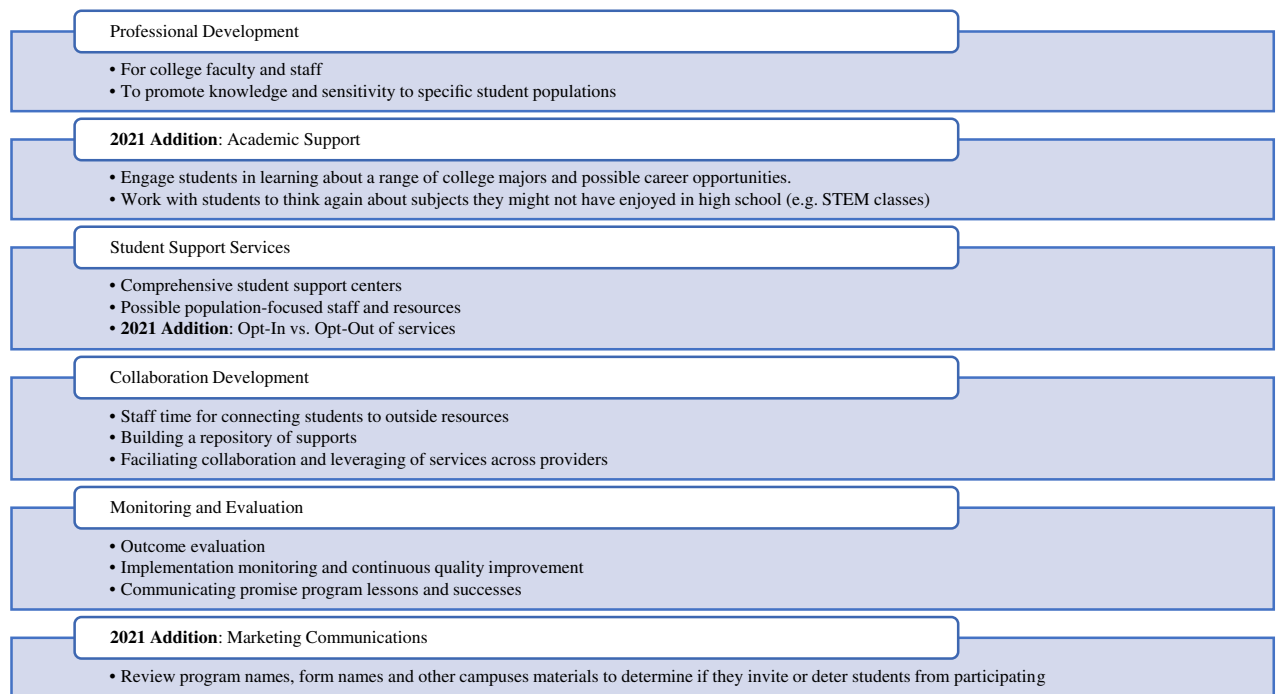 Professional Development
• For college faculty and staff
• To promote knowledge and sensitivity to specific student populations
2021 Addition: Academic Support
• Engage students in learning about a range of college majors and possible career opportunities.
• Work with students to think again about subjects they might not have enjoyed in high school (e.g. STEM classes)
Student Support Services
• Comprehensive student support centers
• Possible population-focused staff and resources
• 2021 Addition: Opt-In vs. Opt-Out of services
Collaboration Development
• Staff time for connecting students to outside resources
• Building a repository of supports
• Faciliating collaboration and leveraging of services across providers
Monitoring and Evaluation
• Outcome evaluation
• Implementation monitoring and continuous quality improvement
• Communicating promise program lessons and successes
2021 Addition: Marketing Communications
• Review program names, form names and other campuses materials to determine if they invite or deter students from participating